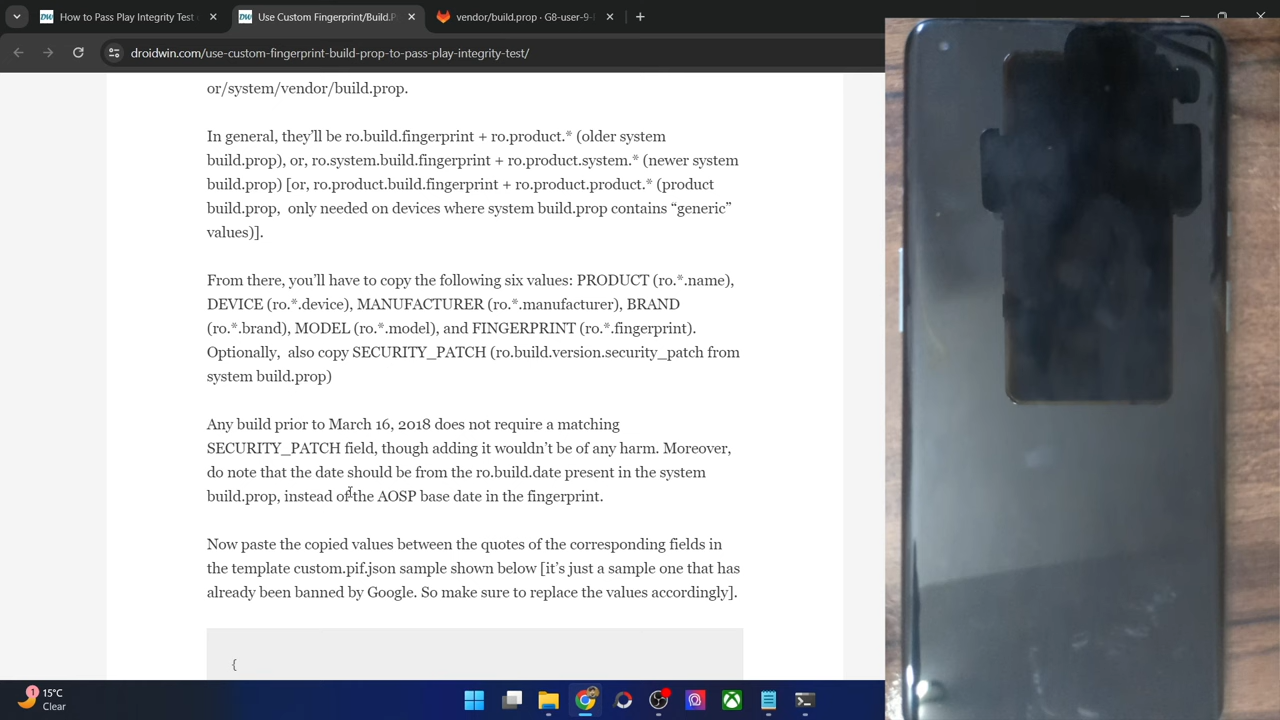 How to Pass Play Integrity Test
Use Custom Fingerprint/Build.P
vendor/build.prop · G8-user-9-
droidwin.com/use-custom-fingerprint-build-prop-to-pass-play-integrity-test/
or/system/vendor/build.prop.
In general, they’ll be ro.build.fingerprint + ro.product.* (older system
build.prop), or, ro.system.build.fingerprint + ro.product.system.* (newer system
build.prop) [or, ro.product.build.fingerprint + ro.product.product.* (product
build.prop, only needed on devices where system build.prop contains “generic”
values)].
From there, you’ll have to copy the following six values: PRODUCT (ro.*.name),
DEVICE (ro.*.device), MANUFACTURER (ro.*.manufacturer), BRAND
(ro.*.brand), MODEL (ro.*.model), and FINGERPRINT (ro.*.fingerprint).
Optionally, also copy SECURITY_PATCH (ro.build.version.security_patch from
system build.prop)
Any build prior to March 16, 2018 does not require a matching
SECURITY_PATCH field, though adding it wouldn’t be of any harm. Moreover,
do note that the date should be from the ro.build.date present in the system
build.prop, instead of the AOSP base date in the fingerprint.
Now paste the copied values between the quotes of the corresponding fields in
the template custom.pif.json sample shown below [it’s just a sample one that has
already been banned by Google. So make sure to replace the values accordingly].
{
1
15°C
Clear